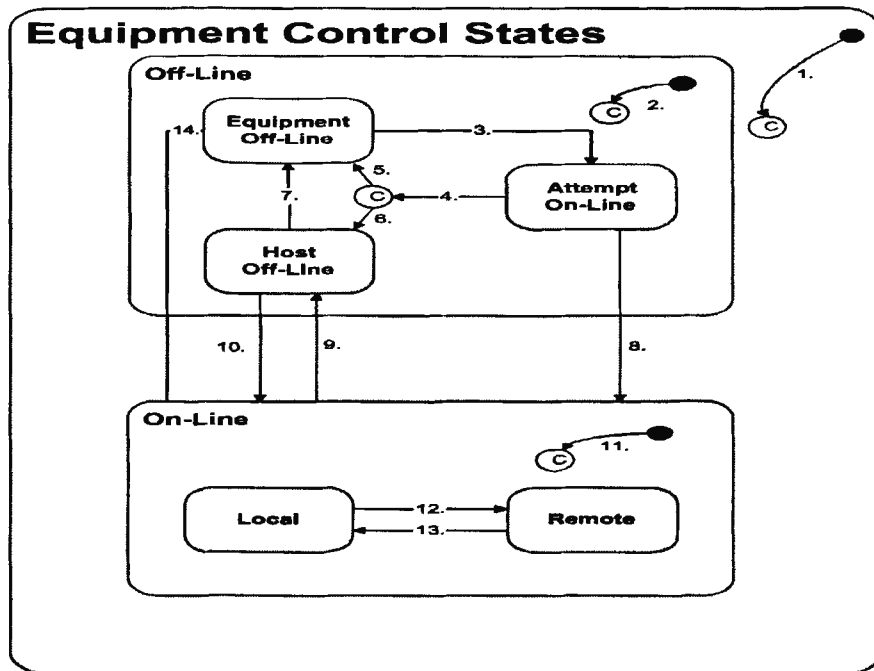 Equipment Control States
Off-Line
1.
C
2.
C
14.
Equipment
Off-Line
3.
5.
C
4.
Attempt
On-Line
7.
6.
Host
Off-Line
10.
9.
8.
On-Line
11.
C
Local
12.
13.
Remote